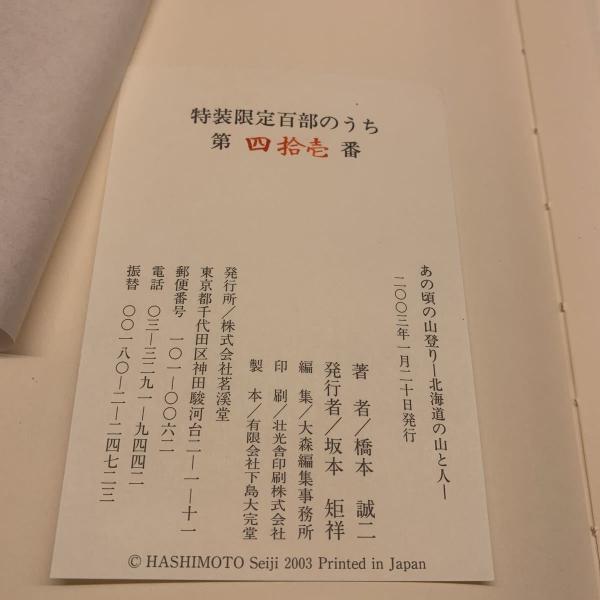 特装限定百部のうち
第 四拾壱 番
あの頃の山登り―北海道の山と人―
二〇〇三年一月二十日発行
著 者/橋本 誠二
発行者/坂本 矩祥
編 集/大森編集事務所
印 刷/壮光舎印刷株式会社
製 本/有限会社下島大完堂
発行所/株式会社茗溪堂
東京都千代田区神田駿河台二―一―十一
郵便番号 一〇一―〇〇六二
電話 〇三―三二九一―九四四二
振替 〇〇一八〇―二―二四七二三
© HASHIMOTO Seiji 2003 Printed in Japan